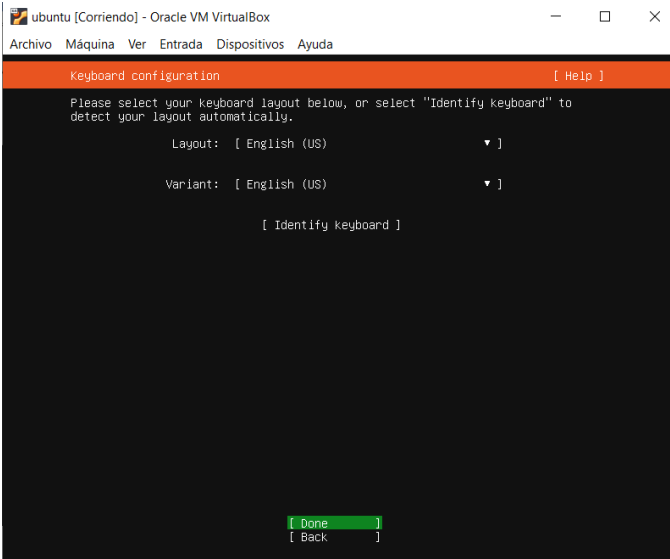 ubuntu [Corriendo] - Oracle VM VirtualBox
Archivo Máquina Ver Entrada Dispositivos Ayuda
Keyboard configuration [ Help ]
Please select your keyboard layout below, or select "Identify keyboard" to
detect your layout automatically.
Layout: [ English (US) ▾ ]
Variant: [ English (US) ▾ ]
[ Identify keyboard ]
[ Done ]
[ Back ]